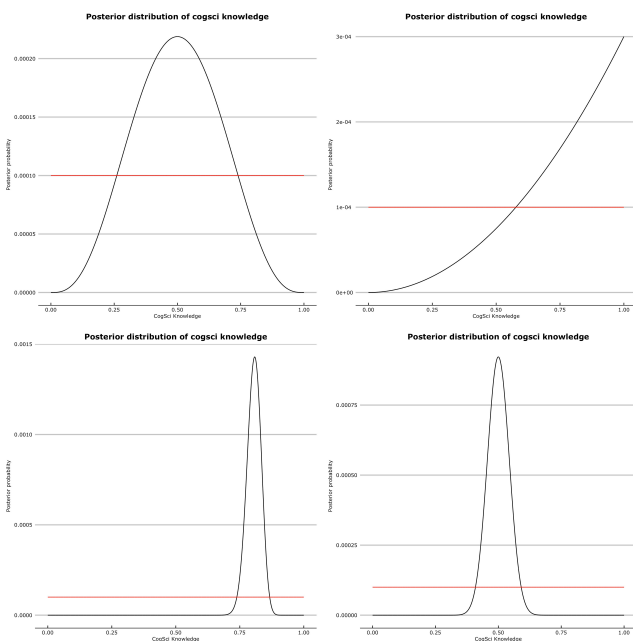 Posterior distribution of cogsci knowledge
Posterior probability
0.00020
0.00015
0.00010
0.00005
0.00000
0.00 0.25 0.50 0.75 1.00
CogSci Knowledge
Posterior distribution of cogsci knowledge
Posterior probability
3e-04
2e-04
1e-04
0e+00
0.00 0.25 0.50 0.75 1.00
CogSci Knowledge
Posterior distribution of cogsci knowledge
Posterior probability
0.0015
0.0010
0.0005
0.0000
0.00 0.25 0.50 0.75 1.00
CogSci Knowledge
Posterior distribution of cogsci knowledge
Posterior probability
0.00075
0.00050
0.00025
0.00000
0.00 0.25 0.50 0.75 1.00
CogSci Knowledge